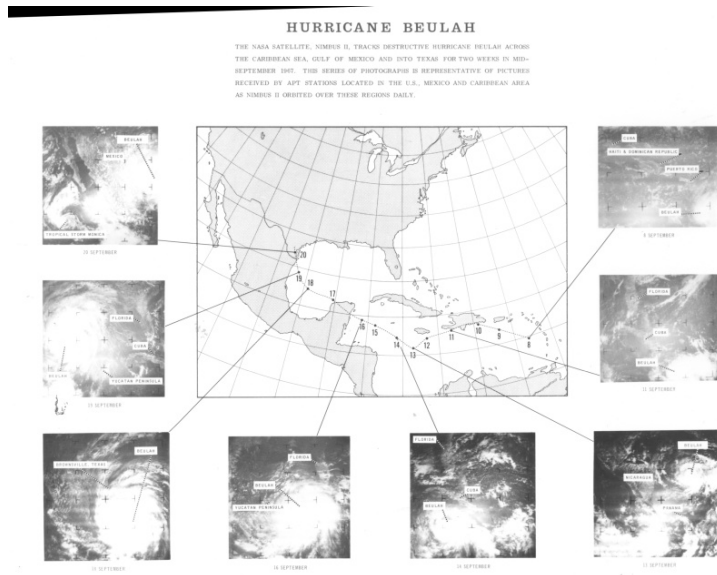 HURRICANE BEULAH
THE NASA SATELLITE, NIMBUS II, TRACKS DESTRUCTIVE HURRICANE BEULAH ACROSS
THE CARIBBEAN SEA, GULF OF MEXICO AND INTO TEXAS FOR TWO WEEKS IN MID-
SEPTEMBER 1967. THIS SERIES OF PHOTOGRAPHS IS REPRESENTATIVE OF PICTURES
RECEIVED BY APT STATIONS LOCATED IN THE U.S., MEXICO AND CARIBBEAN AREA
AS NIMBUS II ORBITED OVER THESE REGIONS DAILY.
BEULAH
MEXICO
TROPICAL STORM MONICA
20 SEPTEMBER
CUBA
HAITI & DOMINICAN REPUBLIC
PUERTO RICO
BEULAH
SEPTEMBER
20
19
18
17
16
15
14
13
12
11
10
9
8
FLORIDA
CUBA
BEULAH
YUCATAN PENINSULA
SEPTEMBER
FLORIDA
CUBA
BEULAH
SEPTEMBER
BEULAH
BROWNSVILLE, TEXAS
SEPTEMBER
FLORIDA
BEULAH
YUCATAN PENINSULA
16 SEPTEMBER
FLORIDA
CUBA
BEULAH
SEPTEMBER
BEULAH
NICARAGUA
PANAMA
SEPTEMBER